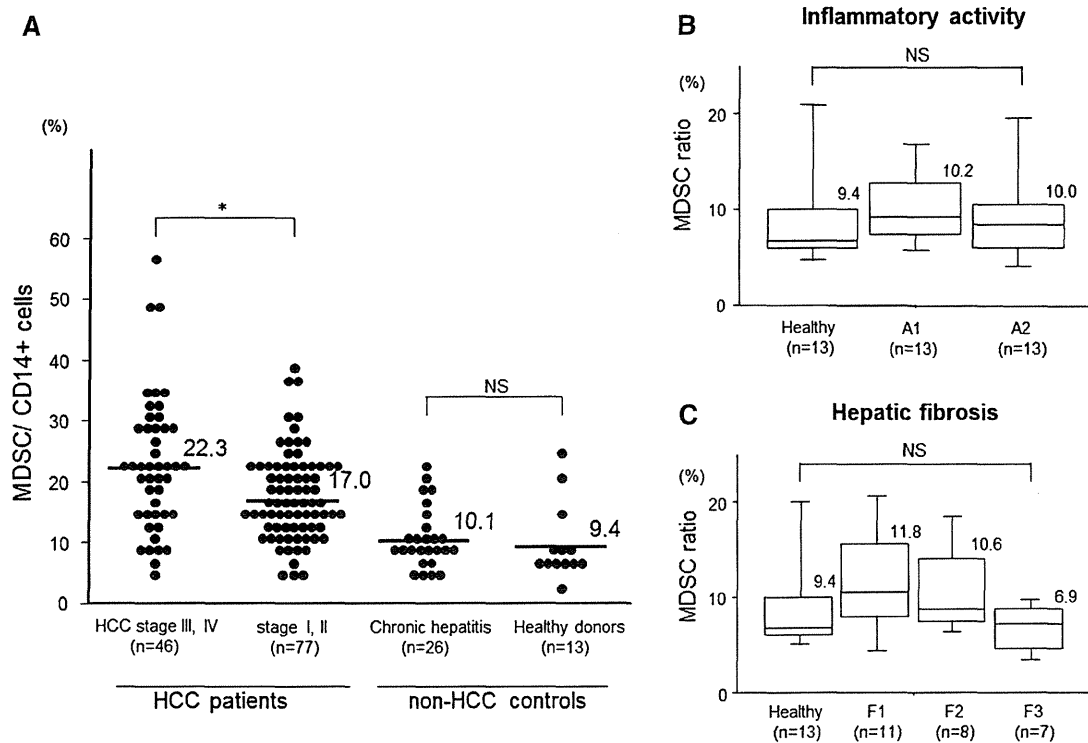 A
(%)
MDSC/ CD14+ cells
60
50
40
30
20
10
0
*
NS
22.3
17.0
10.1
9.4
HCC stage III, IV
(n=46)
stage I, II
(n=77)
Chronic hepatitis
(n=26)
Healthy donors
(n=13)
HCC patients
non-HCC controls
B
Inflammatory activity
(%)
MDSC ratio
20
10
0
NS
9.4
10.2
10.0
Healthy
(n=13)
A1
(n=13)
A2
(n=13)
C
Hepatic fibrosis
(%)
MDSC ratio
20
10
0
NS
9.4
11.8
10.6
6.9
Healthy
(n=13)
F1
(n=11)
F2
(n=8)
F3
(n=7)